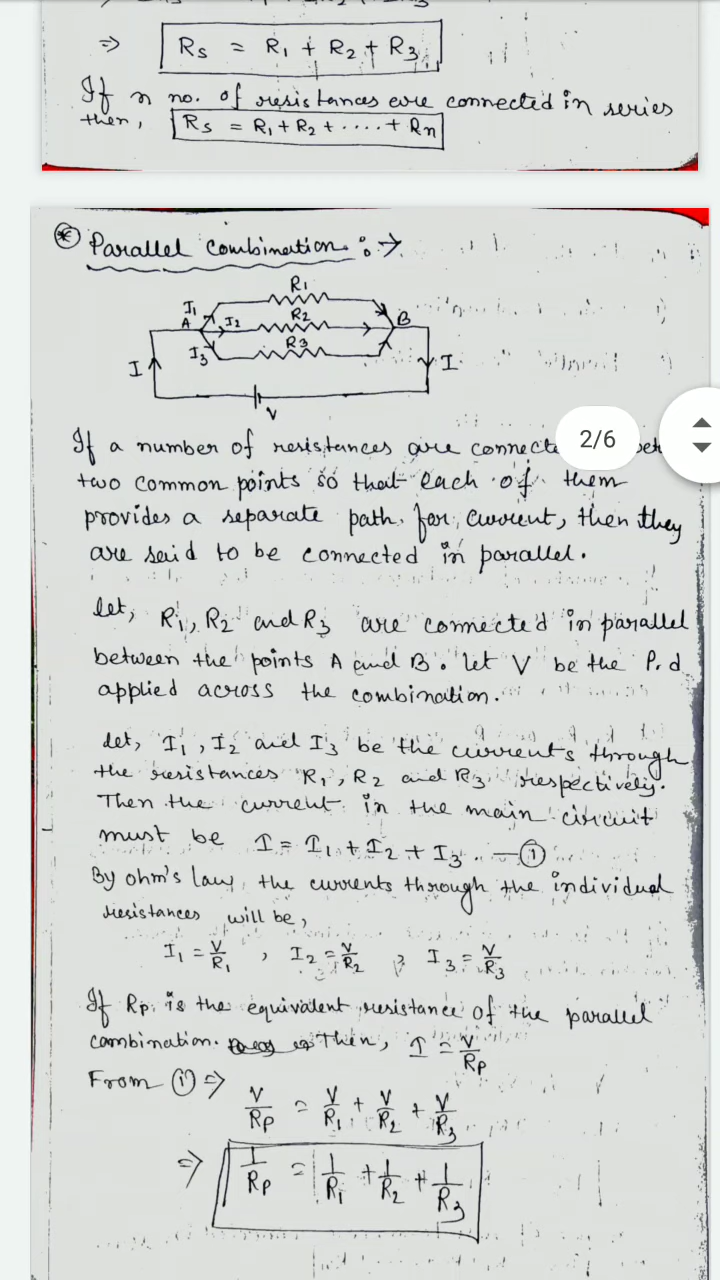 ⇒ Rs = R1 + R2 + R3
If n no. of resistances are connected in series
then, Rs = R1 + R2 + ..... + Rn
* Parallel Combination :→
R1
I1
A I2 R2 B
I3 R3
I I
V
2/6
If a number of resistances are connecte
two common points so that each of them
provides a separate path for current, then they
are said to be connected in parallel.
let, R1, R2 and R3 are connected in parallel
between the points A and B. let V be the P.d
applied across the combination.
let, I1, I2 and I3 be the currents through
the resistances R1, R2 and R3 respectively.
Then the current in the main circuit
must be I = I1 + I2 + I3 . —①
By ohm's law, the currents through the individual
resistances will be,
I1 = V/R1 , I2 = V/R2 , I3 = V/R3
If Rp is the equivalent resistance of the parallel
combination. Then, I = V/Rp
From ① ⇒
V/Rp = V/R1 + V/R2 + V/R3
⇒ 1/Rp = 1/R1 + 1/R2 + 1/R3